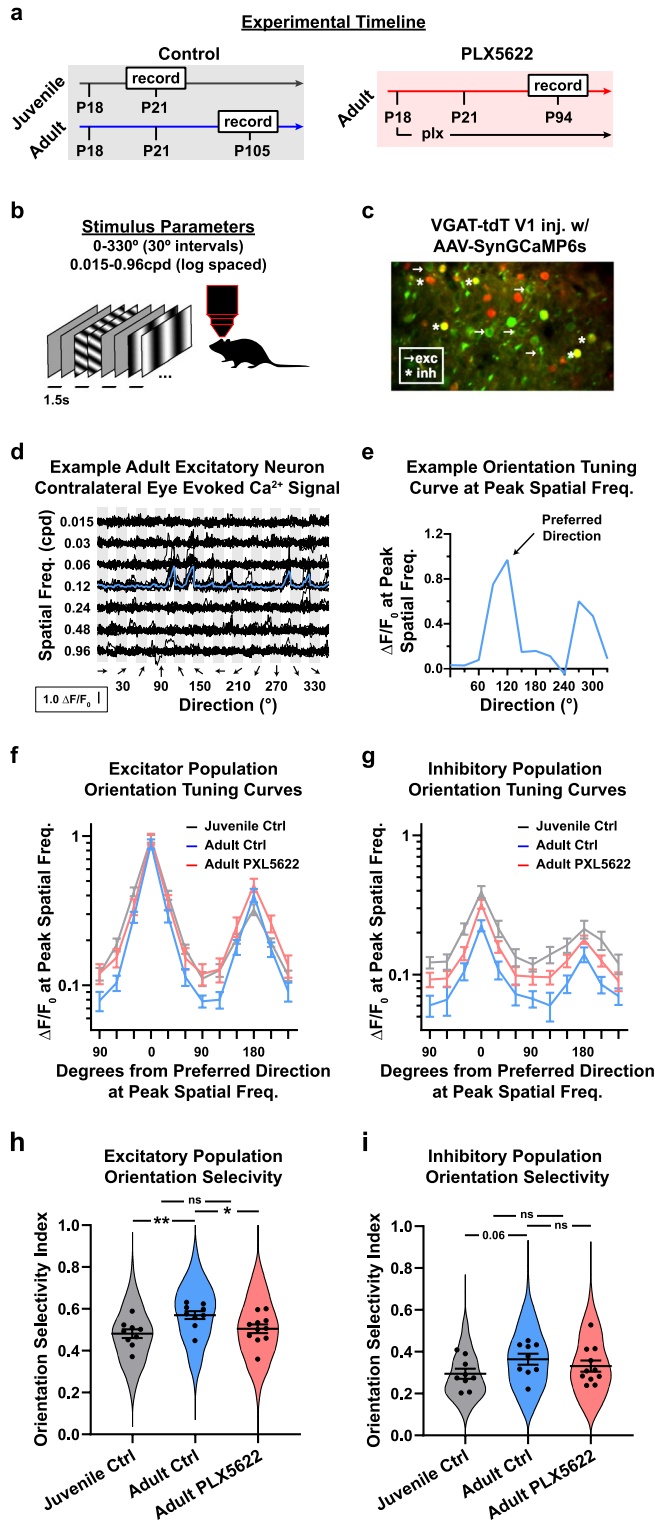 a
Experimental Timeline
Control
PLX5622
Juvenile
record
P18
P21
Adult
record
P18
P21
P105
Adult
record
P18
P21
P94
plx
b
Stimulus Parameters
0-330º (30º intervals)
0.015-0.96cpd (log spaced)
...
1.5s
c
VGAT-tdT V1 inj. w/
AAV-SynGCaMP6s
→exc
* inh
d
Example Adult Excitatory Neuron
Contralateral Eye Evoked Ca²⁺ Signal
Spatial Freq. (cpd)
0.015
0.03
0.06
0.12
0.24
0.48
0.96
30 90 150 210 270 330
1.0 ΔF/F₀
Direction (°)
e
Example Orientation Tuning
Curve at Peak Spatial Freq.
Preferred
Direction
ΔF/F₀ at Peak
Spatial Freq.
1.2
0.8
0.4
0.0
60 120 180 240 300
Direction (°)
f
Excitator Population
Orientation Tuning Curves
Juvenile Ctrl
Adult Ctrl
Adult PXL5622
ΔF/F₀ at Peak Spatial Freq.
1
0.1
90 0 90 180
Degrees from Preferred Direction
at Peak Spatial Freq.
g
Inhibitory Population
Orientation Tuning Curves
Juvenile Ctrl
Adult Ctrl
Adult PXL5622
ΔF/F₀ at Peak Spatial Freq.
1
0.1
90 0 90 180
Degrees from Preferred Direction
at Peak Spatial Freq.
h
Excitatory Population
Orientation Selecivity
ns
**
*
Orientation Selectivity Index
1.0
0.8
0.6
0.4
0.2
0.0
Juvenile Ctrl
Adult Ctrl
Adult PLX5622
i
Inhibitory Population
Orientation Selectivity
ns
0.06
ns
Orientation Selectivity Index
1.0
0.8
0.6
0.4
0.2
0.0
Juvenile Ctrl
Adult Ctrl
Adult PLX5622